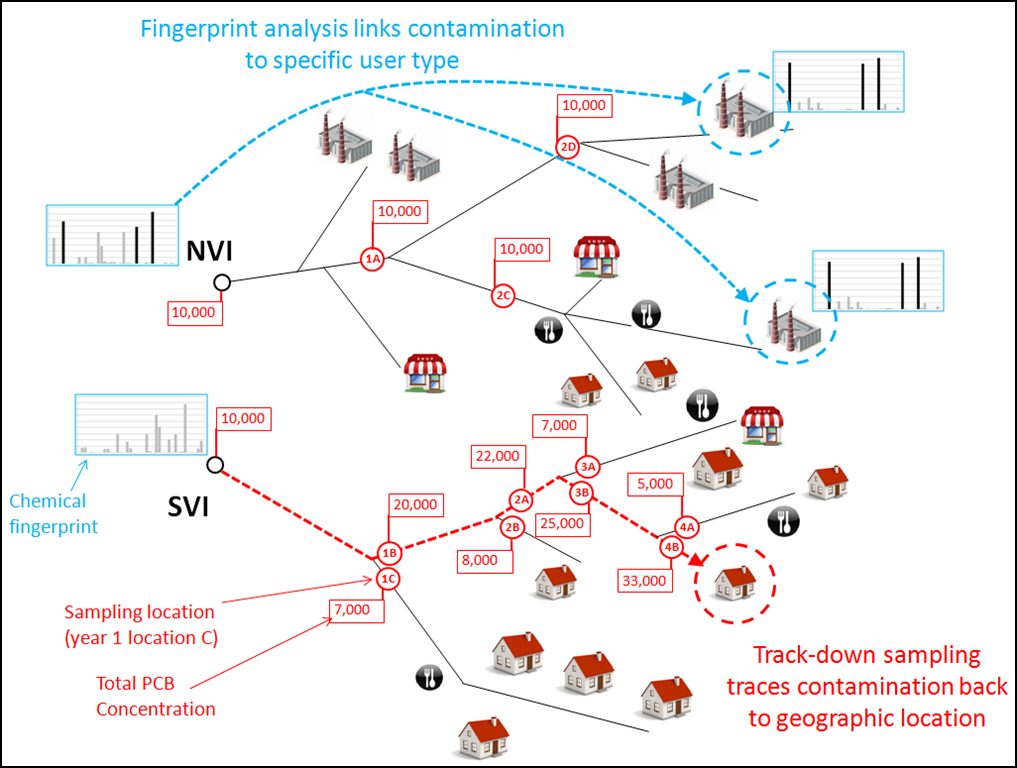 Fingerprint analysis links contamination
to specific user type
10,000
2D
10,000
1A
NVI
10,000
10,000
2C
SHOP
SHOP
10,000
7,000
SHOP
22,000
3A
5,000
Chemical
fingerprint
SVI
20,000
2A
3B
25,000
4A
2B
4B
1B
8,000
33,000
1C
Sampling location
(year 1 location C)
7,000
Total PCB
Concentration
Track-down sampling
traces contamination back
to geographic location